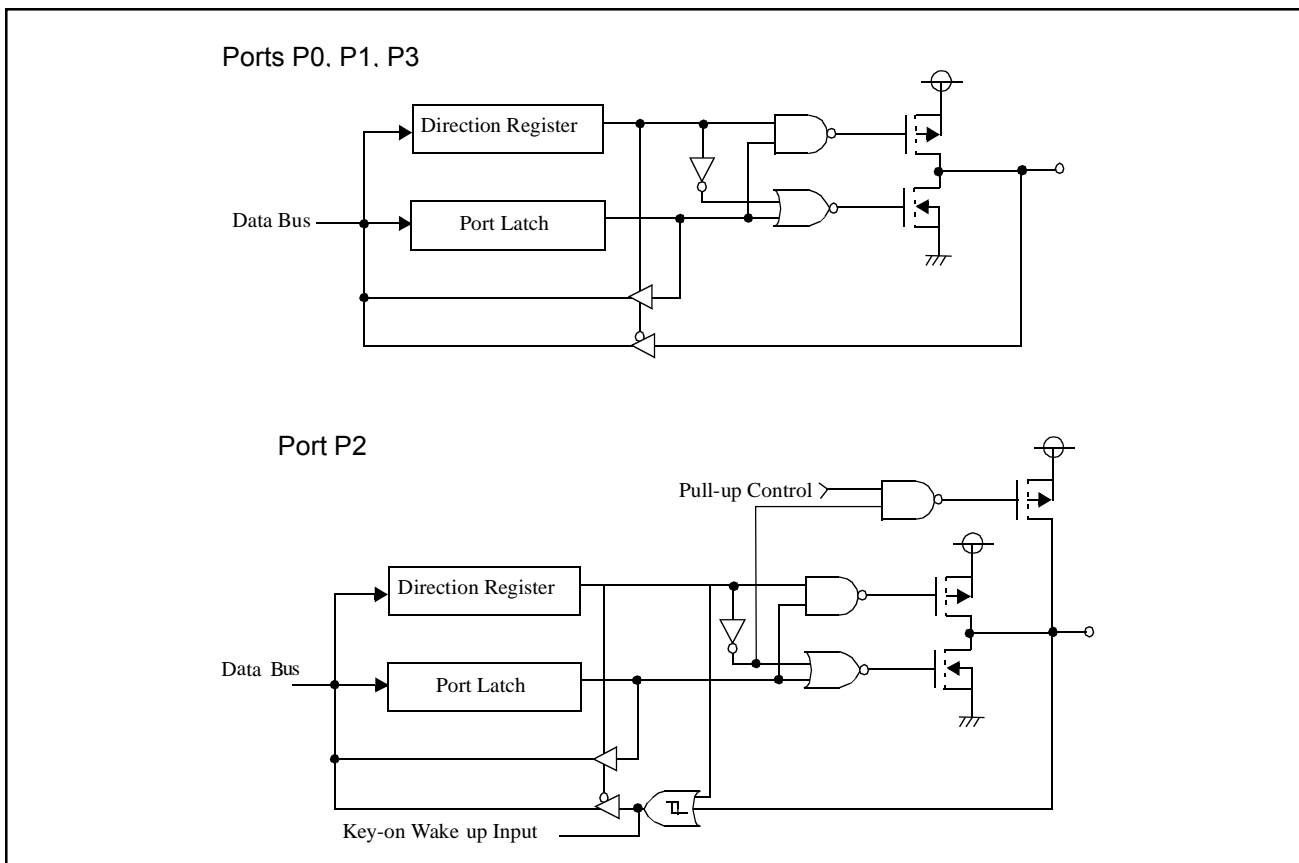 Ports P0, P1, P3
Direction Register
Data Bus
Port Latch
Port P2
Pull-up Control
Direction Register
Data Bus
Port Latch
Key-on Wake up Input